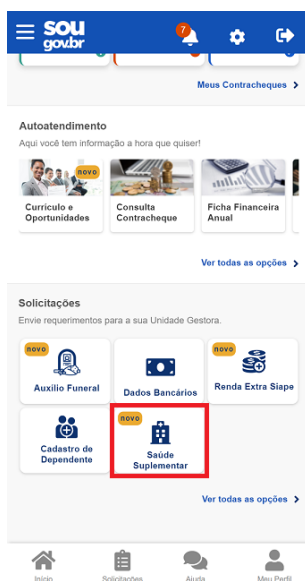 SOU
gov.br
7
Meus Contracheques
Autoatendimento
Aqui você tem informação a hora que quiser!
novo
Currículo e
Oportunidades
Consulta
Contracheque
Ficha Financeira
Anual
Ver todas as opções
Solicitações
Envie requerimentos para a sua Unidade Gestora.
novo
Auxílio Funeral
Dados Bancários
novo
Renda Extra Siape
Cadastro de
Dependente
novo
Saúde
Suplementar
Ver todas as opções
Início
Solicitações
Ajuda
Meu Perfil